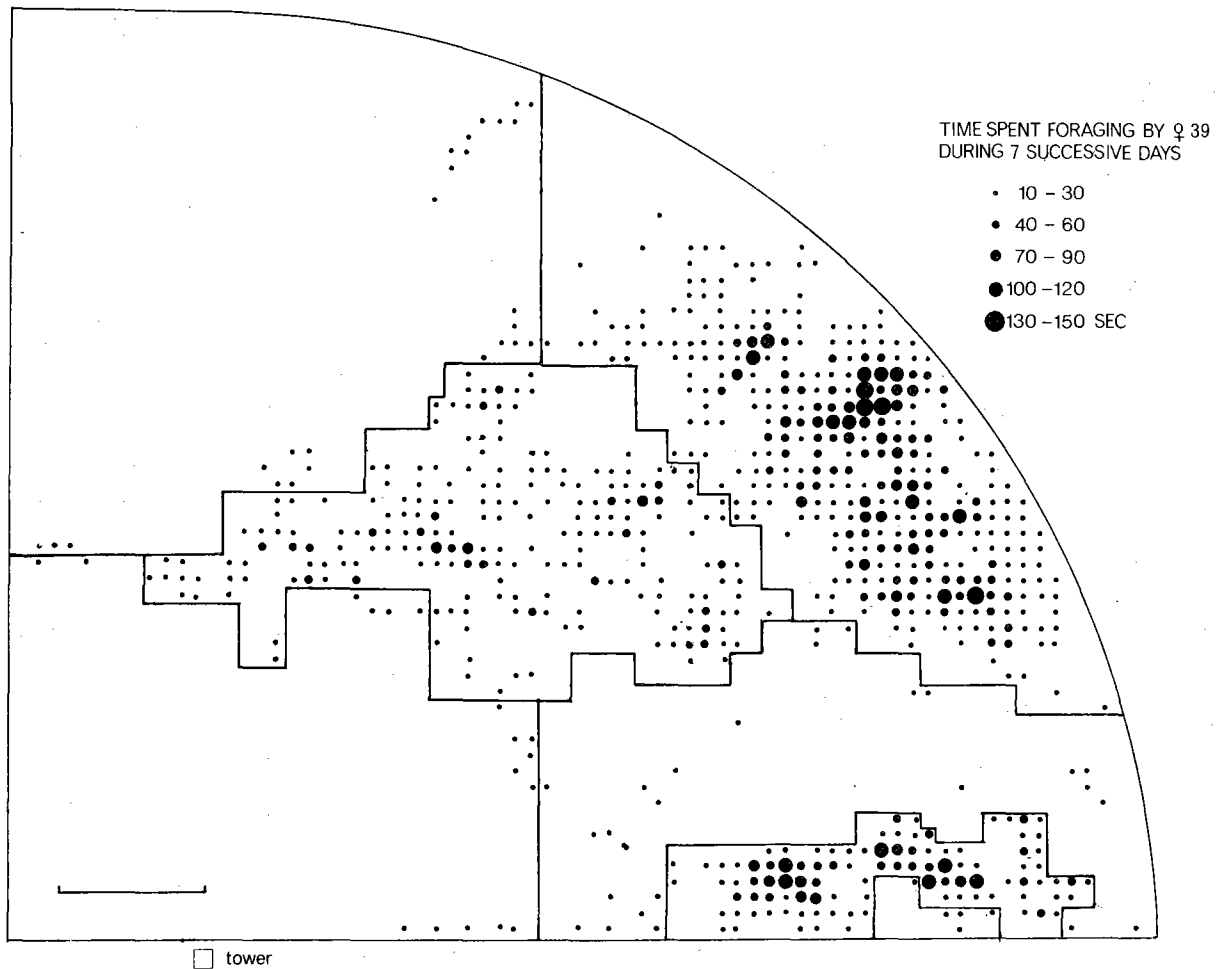 TIME SPENT FORAGING BY ♀ 39
DURING 7 SUCCESSIVE DAYS
10 – 30
40 – 60
70 – 90
100 – 120
130 – 150 SEC
tower